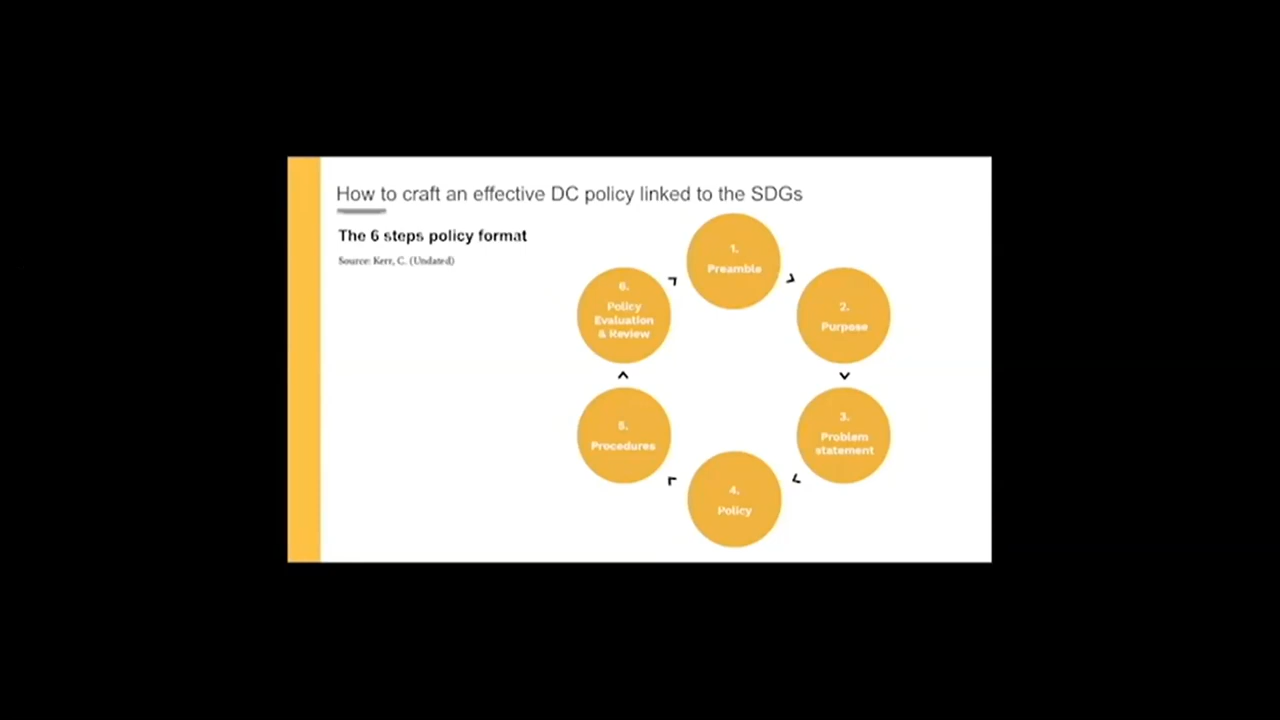 How to craft an effective DC policy linked to the SDGs
The 6 steps policy format
Source: Kerr, C. (Undated)
1.
Preamble
2.
Purpose
3.
Problem
statement
4.
Policy
5.
Procedures
6.
Policy
Evaluation
& Review